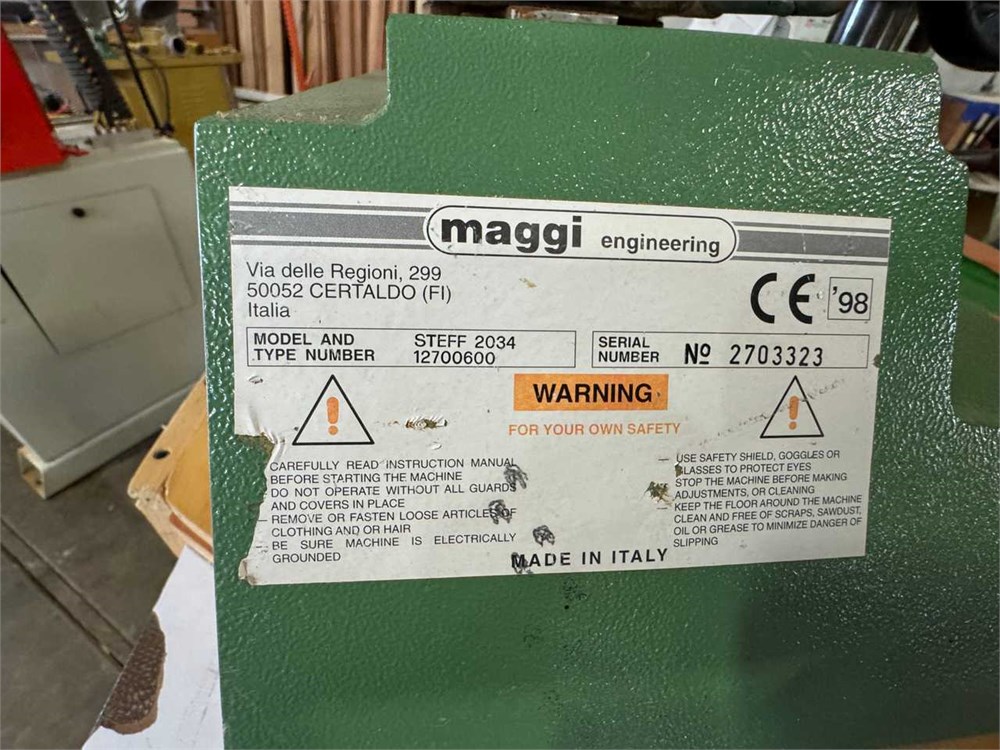 maggi engineering
Via delle Regioni, 299
50052 CERTALDO (FI)
Italia
CE '98
MODEL AND TYPE NUMBER
STEFF 2034
12700600
SERIAL NUMBER
Nº 2703323
WARNING
FOR YOUR OWN SAFETY
CAREFULLY READ INSTRUCTION MANUAL
BEFORE STARTING THE MACHINE
DO NOT OPERATE WITHOUT ALL GUARDS
AND COVERS IN PLACE
REMOVE OR FASTEN LOOSE ARTICLES OF
CLOTHING AND OR HAIR
BE SURE MACHINE IS ELECTRICALLY
GROUNDED
USE SAFETY SHIELD, GOGGLES OR
GLASSES TO PROTECT EYES
STOP THE MACHINE BEFORE MAKING
ADJUSTMENTS, OR CLEANING
KEEP THE FLOOR AROUND THE MACHINE
CLEAN AND FREE OF SCRAPS, SAWDUST,
OIL OR GREASE TO MINIMIZE DANGER OF
SLIPPING
MADE IN ITALY